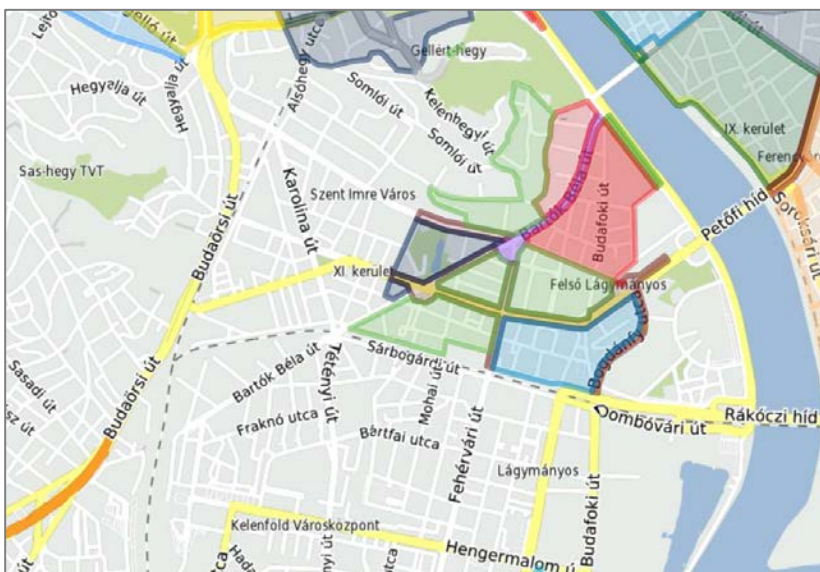 Gellért-hegy
Alsóhegy utca
Hegyalja út
Hegyalja út
Somlói út
Kelenhegyi út
Somlói út
IX. kerület
Sas-hegy TVT
Szent Imre Város
Karolina út
Bartók Béla út
Budafoki út
Petőfi híd
Soroksári út
Budaörsi út
XI. kerület
Felső Lágymányos
Sárbogárdi út
Bartók Béla út
Tétényi út
Mohai út
Sasadi út
Budaörsi út
Fraknó utca
Bártfai utca
Fehérvári út
Dombóvári út
Rákóczi híd
Lágymányos
Budafoki út
Kelenföld Városközpont
Hengermalom ú